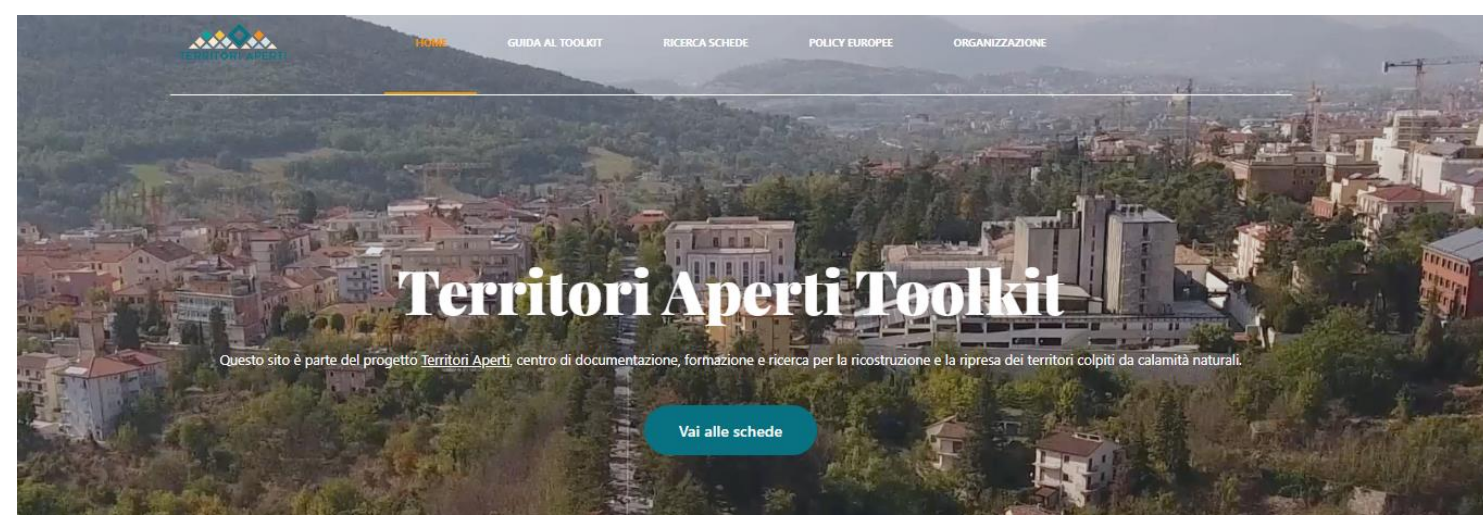 TERRITORI APERTI
HOME
GUIDA AL TOOLKIT
RICERCA SCHEDE
POLICY EUROPEE
ORGANIZZAZIONE
Territori Aperti Toolkit
Questo sito è parte del progetto Territori Aperti, centro di documentazione, formazione e ricerca per la ricostruzione e la ripresa dei territori colpiti da calamità naturali.
Vai alle schede